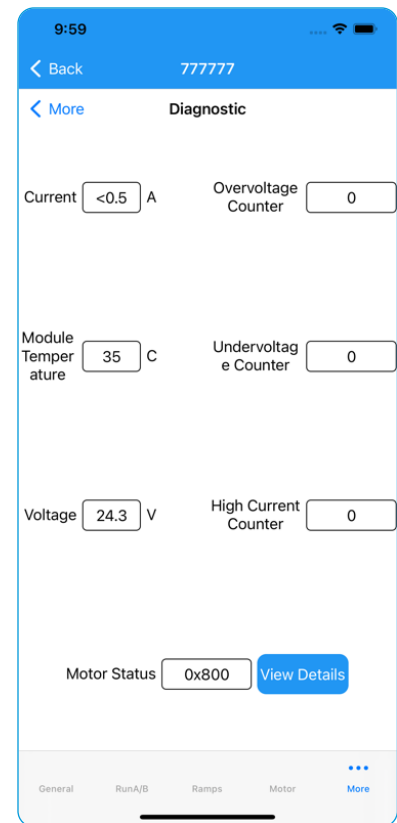 9:59
Back
777777
More
Diagnostic
Current
<0.5
A
Overvoltage
Counter
0
Module
Temper
ature
35
C
Undervoltag
e Counter
0
Voltage
24.3
V
High Current
Counter
0
Motor Status
0x800
View Details
General
RunA/B
Ramps
Motor
More